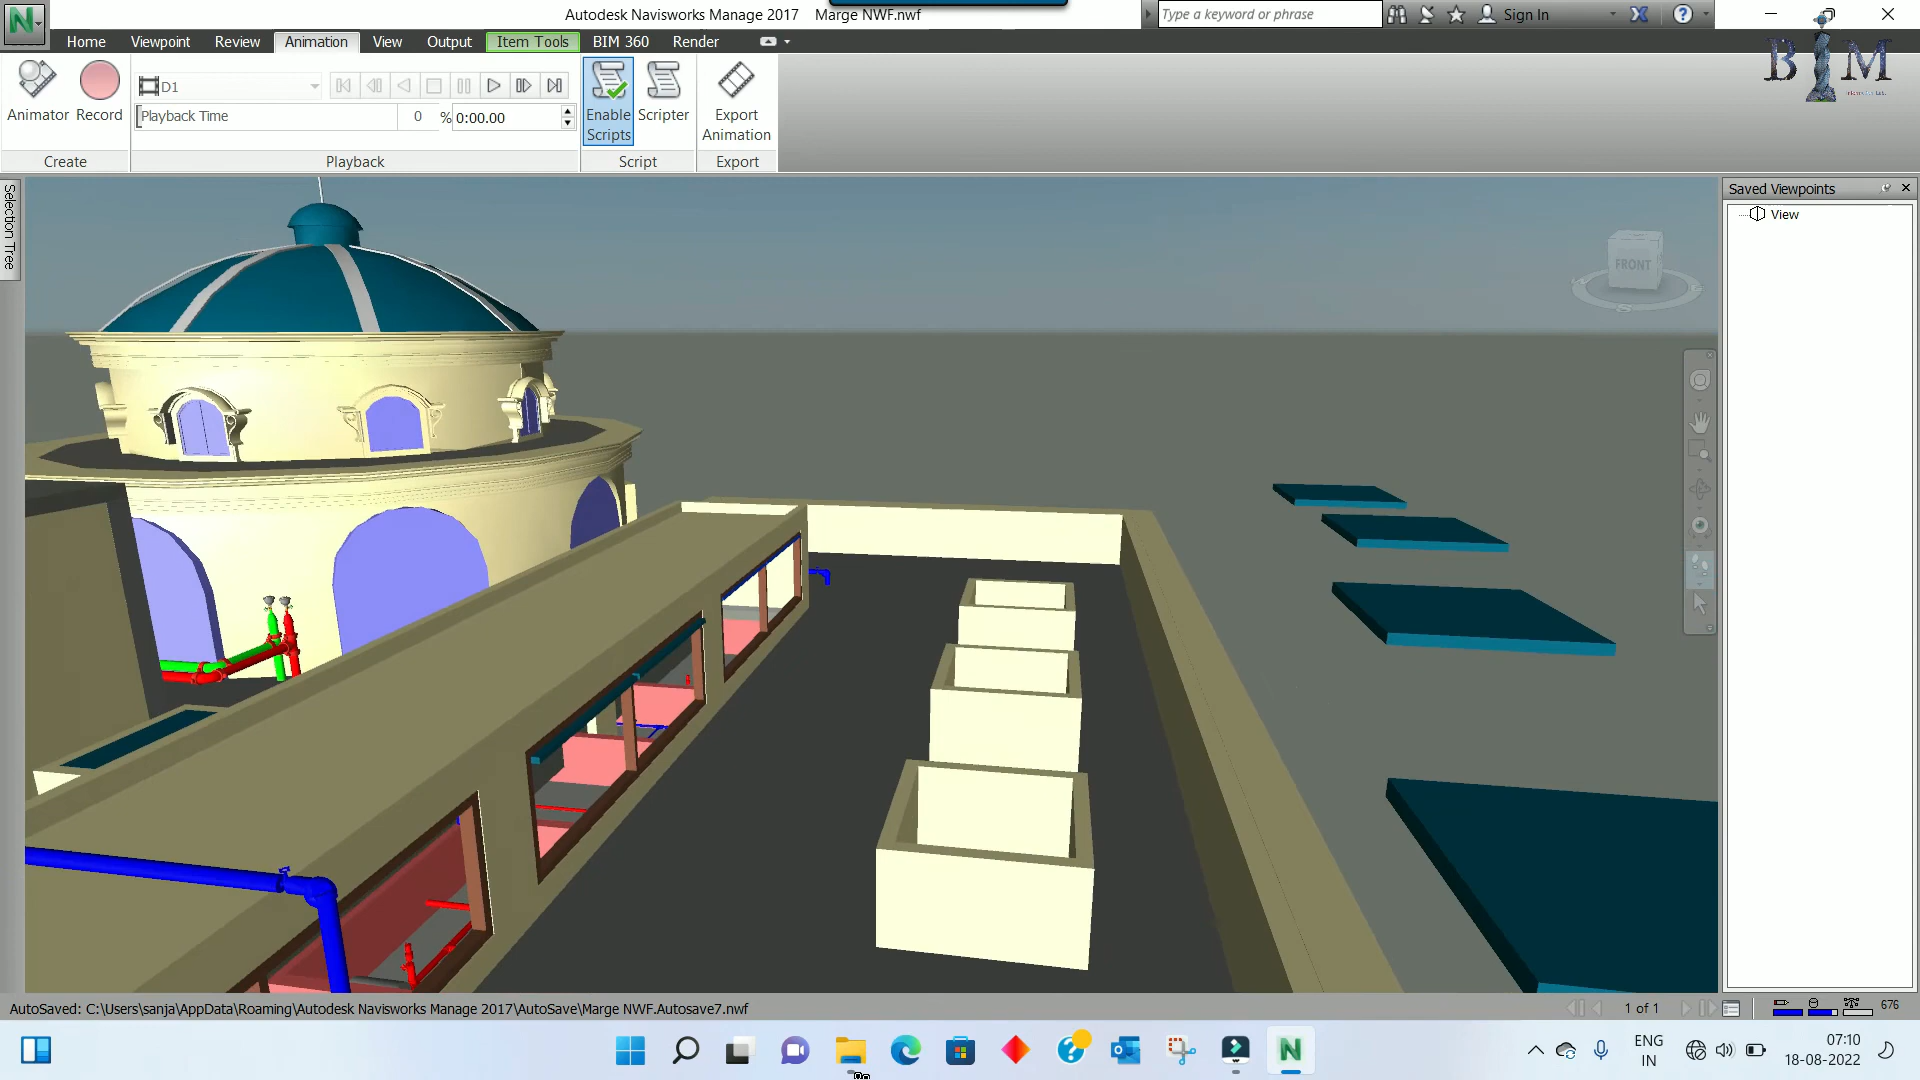 Autodesk Navisworks Manage 2017 Marge NWF.nwf
Type a keyword or phrase
Sign In
Home Viewpoint Review Animation View Output Item Tools BIM 360 Render
BIM
D1
Animator Record
Playback Time 0 % 0:00.00
Enable Scripts
Scripter
Export Animation
Create Playback Script Export
Selection Tree
Saved Viewpoints
View
FRONT
S
AutoSaved: C:\Users\sanja\AppData\Roaming\Autodesk Navisworks Manage 2017\AutoSave\Marge NWF.Autosave7.nwf
1 of 1
676
ENG
IN
07:10
18-08-2022